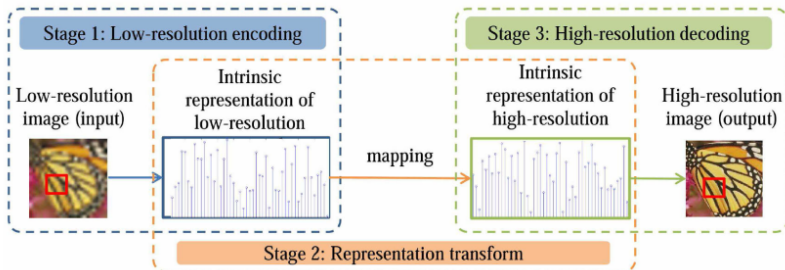 Stage 1: Low-resolution encoding
Stage 3: High-resolution decoding
Low-resolution
image (input)
Intrinsic
representation of
low-resolution
mapping
Intrinsic
representation of
high-resolution
High-resolution
image (output)
Stage 2: Representation transform